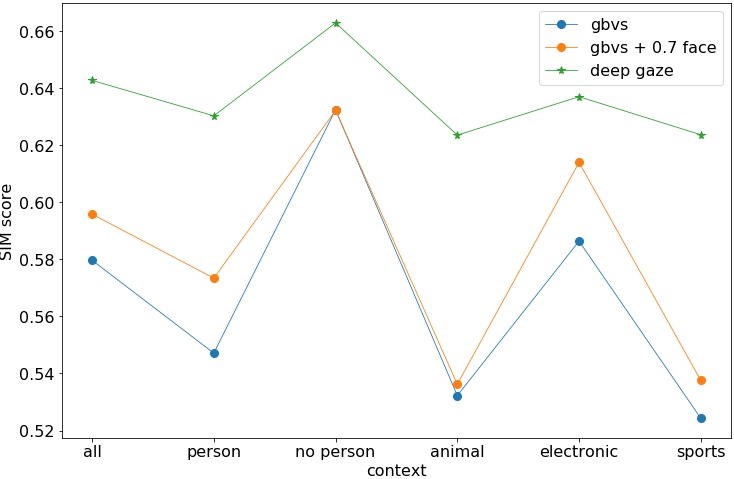 0.66
0.64
0.62
0.60
0.58
0.56
0.54
0.52
SIM score
gbvs
gbvs + 0.7 face
deep gaze
all person no person animal electronic sports
context